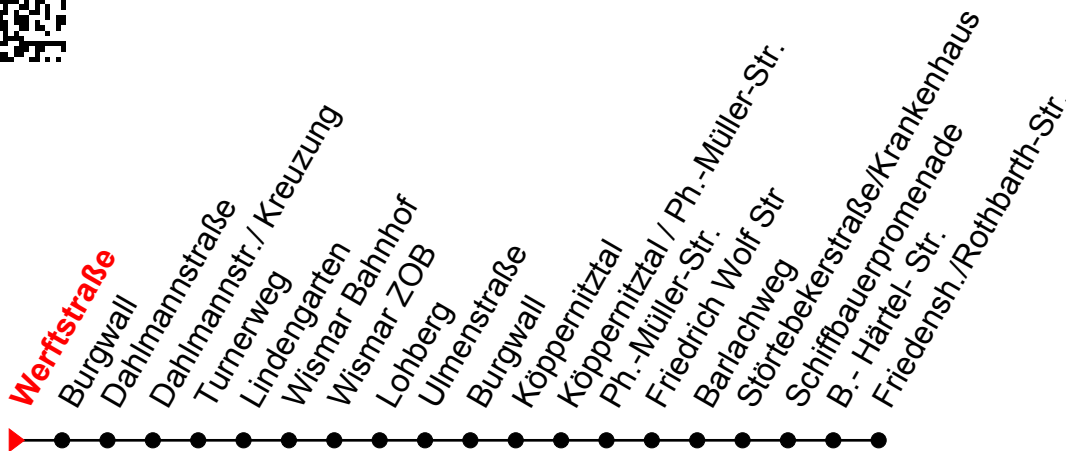 Werftstraße
Burgwall
Dahlmannstraße
Dahlmannstr./ Kreuzung
Turnerweg
Lindengarten
Wismar Bahnhof
Wismar ZOB
Lohberg
Ulmenstraße
Burgwall
Köppernitztal
Köppernitztal / Ph.-Müller-Str.
Ph.-Müller-Str.
Friedrich Wolf Str
Barlachweg
Störtebekerstraße/Krankenhaus
Schiffbauerpromenade
B.- Härtel- Str.
Friedensh./Rothbarth-Str.